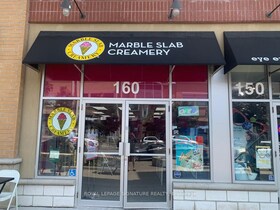 MARBLE SLAB
CREAMERY
160
150
eye
MARBLE SLAB
CREAMERY
ROYAL LEPAGE SIGNATURE REALTY